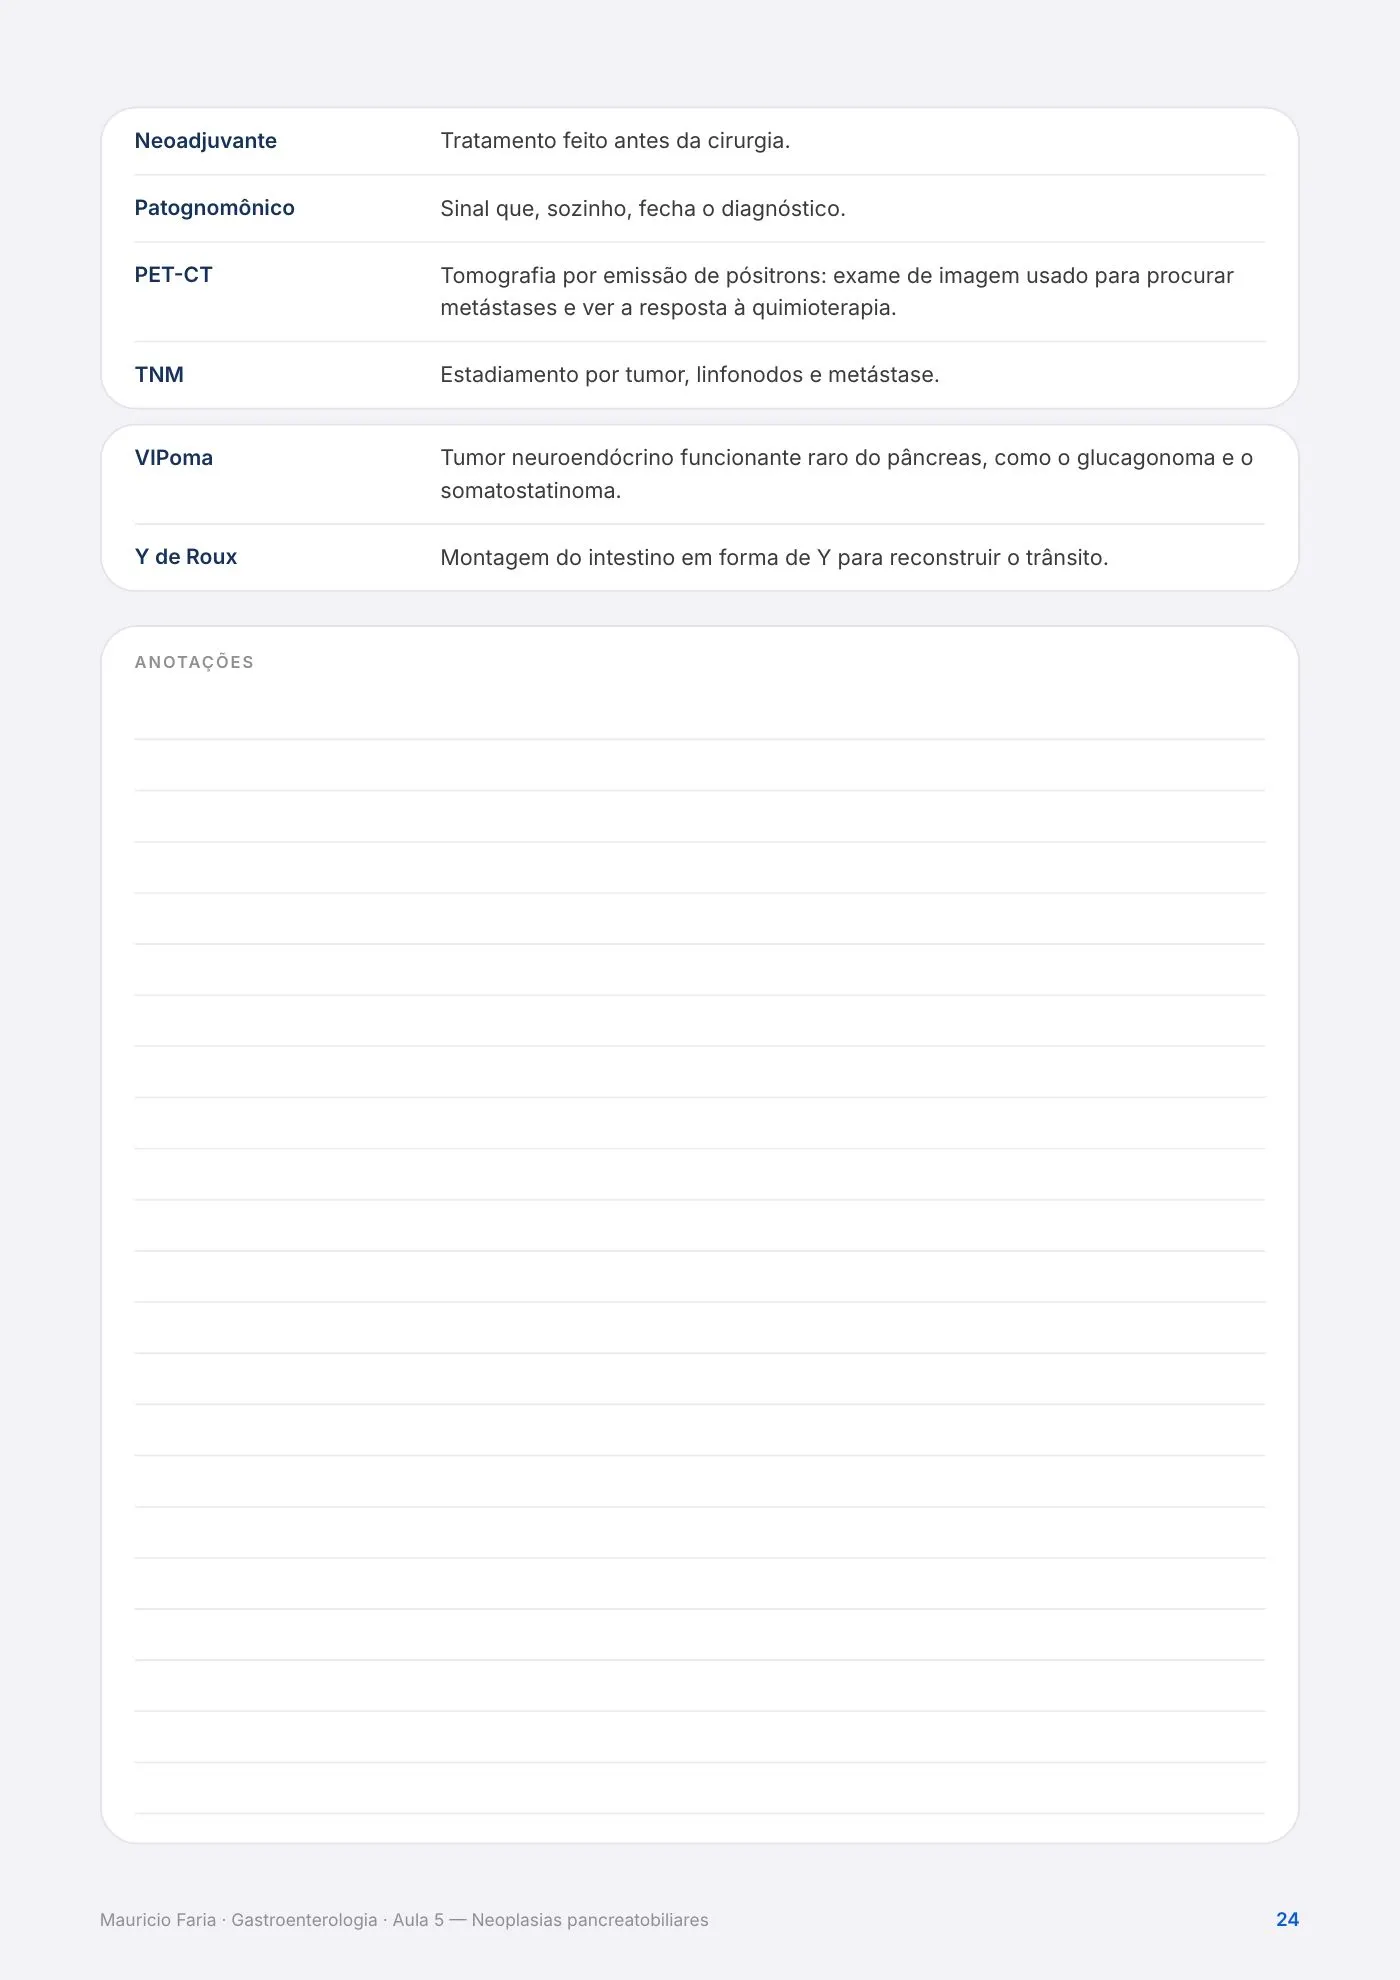 Neoadjuvante
Tratamento feito antes da cirurgia.
Patognomônico
Sinal que, sozinho, fecha o diagnóstico.
PET-CT
Tomografia por emissão de pósitrons: exame de imagem usado para procurar
metástases e ver a resposta à quimioterapia.
TNM
Estadiamento por tumor, linfonodos e metástase.
VIPoma
Tumor neuroendócrino funcionante raro do pâncreas, como o glucagonoma e o
somatostatinoma.
Y de Roux
Montagem do intestino em forma de Y para reconstruir o trânsito.
ANOTAÇÕES
Mauricio Faria · Gastroenterologia · Aula 5 — Neoplasias pancreatobiliares
24